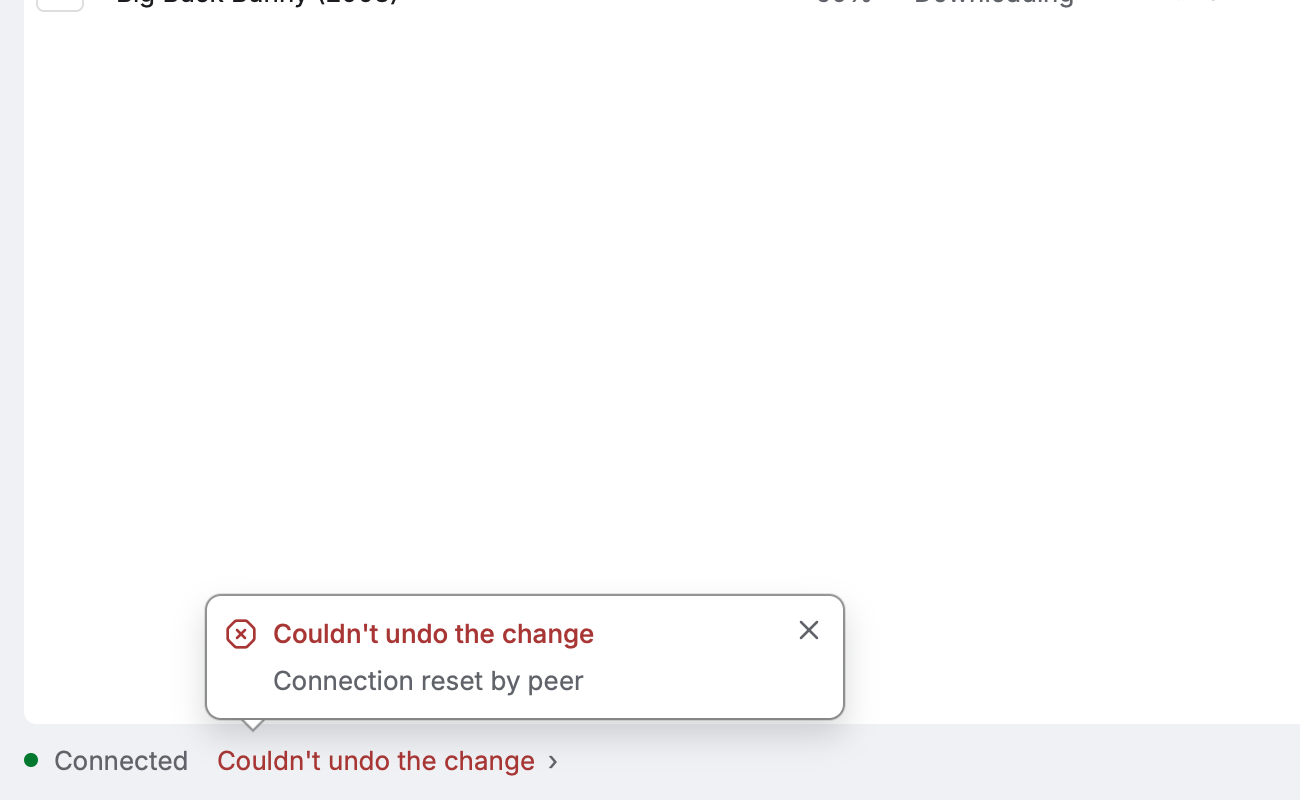 Couldn't undo the change
Connection reset by peer
Connected Couldn't undo the change ›